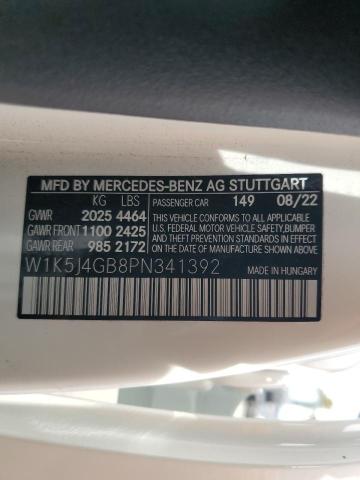 MFD BY MERCEDES-BENZ AG STUTTGART
KG LBS PASSENGER CAR 149 08/22
GVWR 2025 4464 THIS VEHICLE CONFORMS TO ALL
GAWR FRONT 1100 2425 APPLICABLE U.S. FEDERAL MOTOR
GAWR REAR 985 2172 VEHICLE SAFETY, BUMPER AND
THEFT PREVENTION STANDARDS IN
EFFECT ON THE DATE OF
MANUFACTURE SHOWN ABOVE.
W1K5J4GB8PN341392 MADE IN HUNGARY